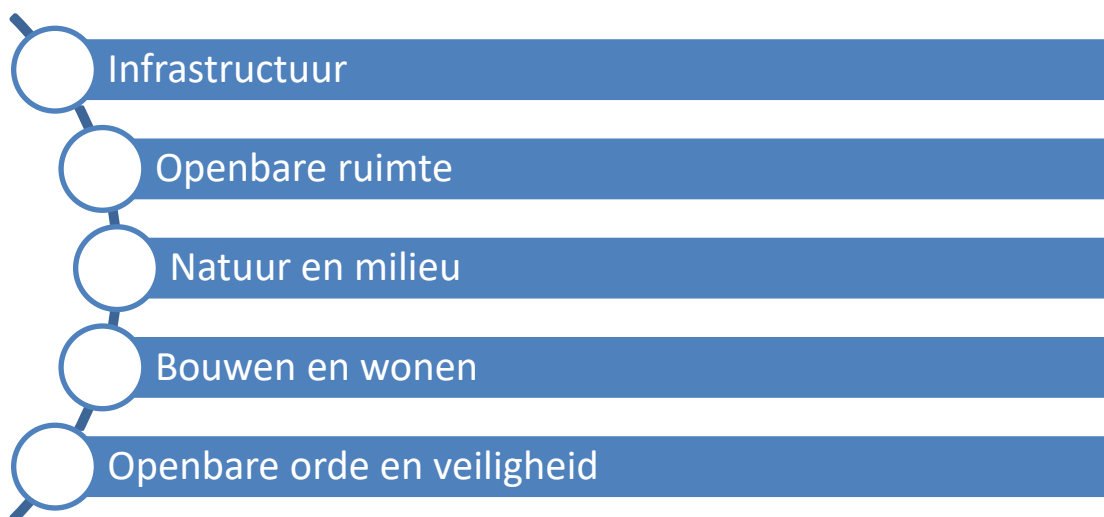 Infrastructuur
Openbare ruimte
Natuur en milieu
Bouwen en wonen
Openbare orde en veiligheid